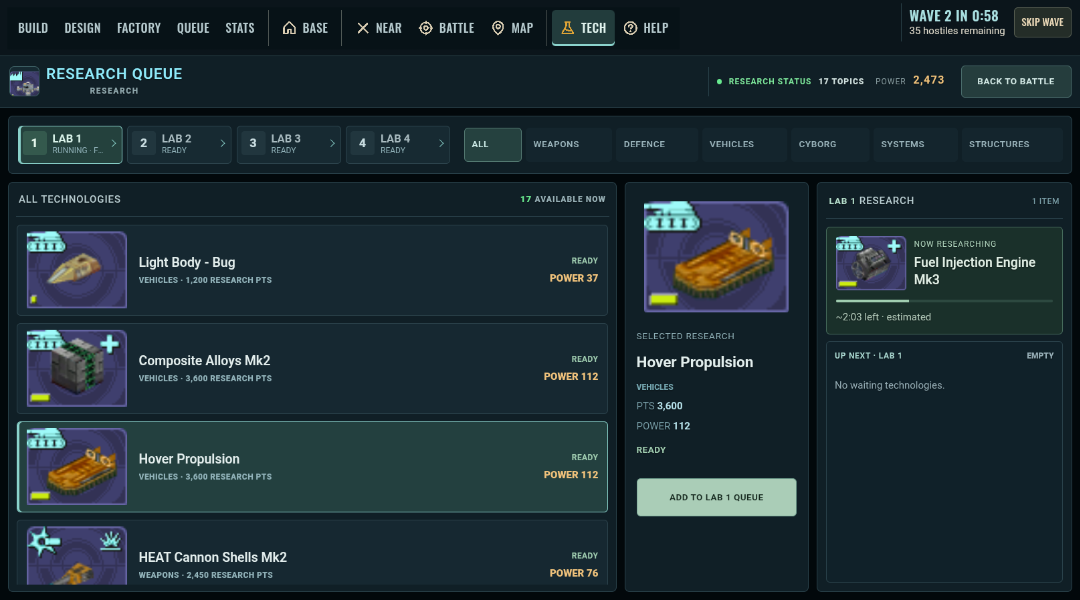 BUILD DESIGN FACTORY QUEUE STATS BASE NEAR BATTLE MAP TECH HELP
WAVE 2 IN 0:58
35 hostiles remaining
SKIP WAVE
RESEARCH QUEUE
RESEARCH
RESEARCH STATUS 17 TOPICS POWER 2,473
BACK TO BATTLE
1 LAB 1
RUNNING · F...
2 LAB 2
READY
3 LAB 3
READY
4 LAB 4
READY
ALL WEAPONS DEFENCE VEHICLES CYBORG SYSTEMS STRUCTURES
ALL TECHNOLOGIES
17 AVAILABLE NOW
Light Body - Bug
VEHICLES · 1,200 RESEARCH PTS
READY
POWER 37
Composite Alloys Mk2
VEHICLES · 3,600 RESEARCH PTS
READY
POWER 112
Hover Propulsion
VEHICLES · 3,600 RESEARCH PTS
READY
POWER 112
HEAT Cannon Shells Mk2
WEAPONS · 2,450 RESEARCH PTS
READY
POWER 76
SELECTED RESEARCH
Hover Propulsion
VEHICLES
PTS 3,600
POWER 112
READY
ADD TO LAB 1 QUEUE
LAB 1 RESEARCH
1 ITEM
NOW RESEARCHING
Fuel Injection Engine
Mk3
~2:03 left · estimated
UP NEXT · LAB 1
EMPTY
No waiting technologies.